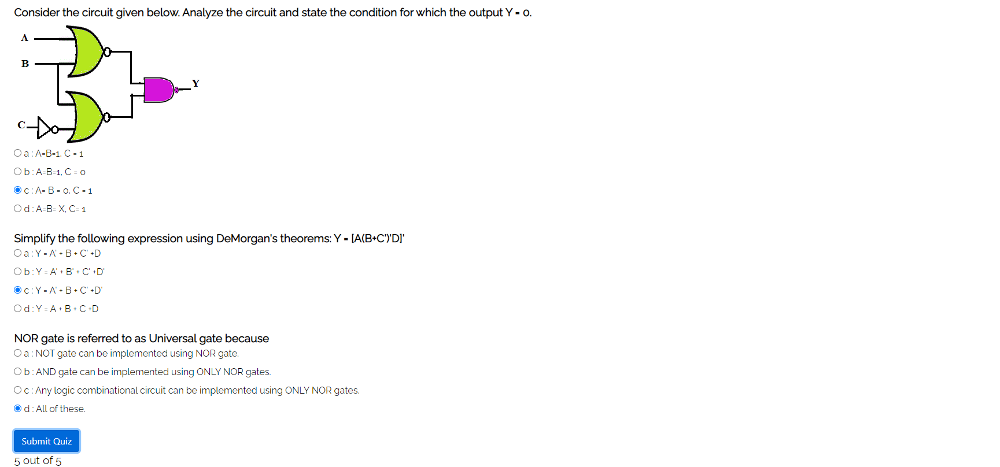 Consider the circuit given below. Analyze the circuit and state the condition for which the output Y = 0.
A
B
Y
C
a : A=B=1, C = 1
b : A=B=1, C = 0
c : A= B = 0, C = 1
d : A=B= X, C= 1
Simplify the following expression using DeMorgan's theorems: Y = [A(B+C')'D]'
a : Y = A' + B + C' +D
b : Y = A' + B' + C' +D'
c : Y = A' + B + C' +D'
d : Y = A + B + C +D
NOR gate is referred to as Universal gate because
a : NOT gate can be implemented using NOR gate.
b : AND gate can be implemented using ONLY NOR gates.
c : Any logic combinational circuit can be implemented using ONLY NOR gates.
d : All of these.
Submit Quiz
5 out of 5